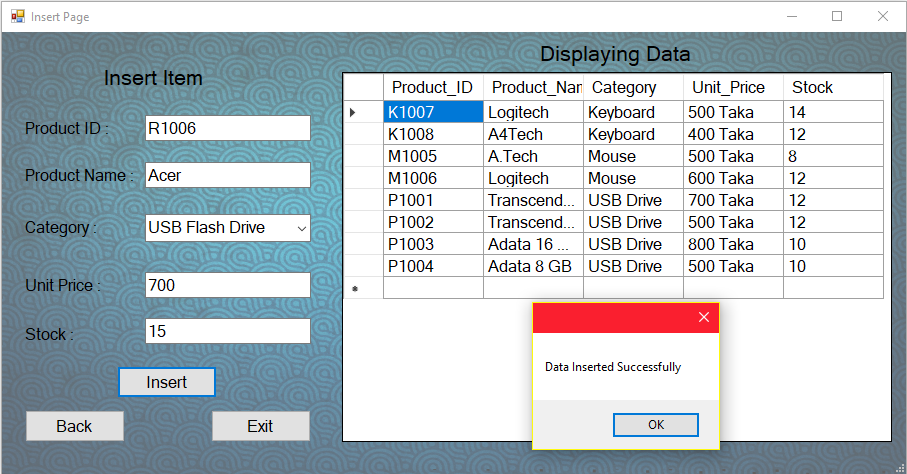 Insert Page
Insert Item
Product ID : R1006
Product Name : Acer
Category : USB Flash Drive
Unit Price : 700
Stock : 15
Insert
Back Exit
Displaying Data
Product_ID Product_Nam Category Unit_Price Stock
K1007 Logitech Keyboard 500 Taka 14
K1008 A4Tech Keyboard 400 Taka 12
M1005 A.Tech Mouse 500 Taka 8
M1006 Logitech Mouse 600 Taka 12
P1001 Transcend... USB Drive 700 Taka 12
P1002 Transcend... USB Drive 500 Taka 12
P1003 Adata 16 ... USB Drive 800 Taka 10
P1004 Adata 8 GB USB Drive 500 Taka 10
Data Inserted Successfully
OK